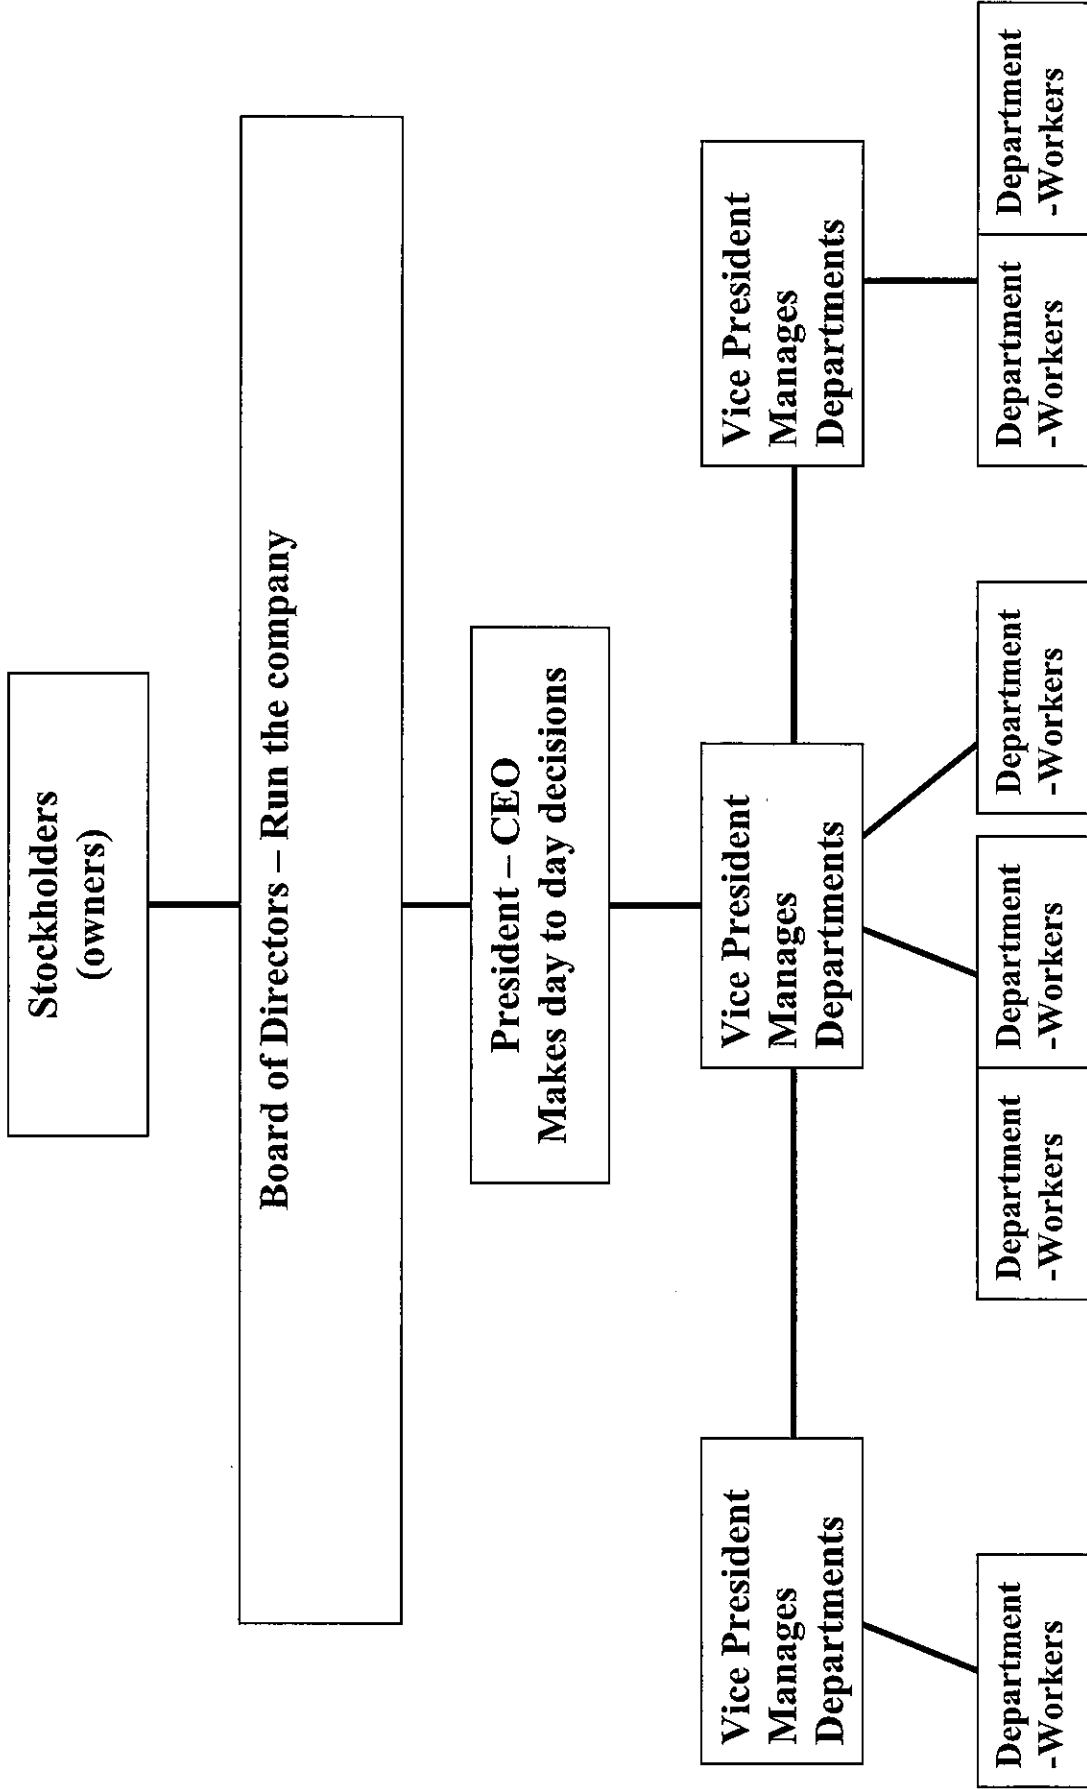 Stockholders
(owners)
Board of Directors – Run the company
President – CEO
Makes day to day decisions
Vice President
Manages
Departments
Vice President
Manages
Departments
Vice President
Manages
Departments
Department
-Workers
Department
-Workers
Department
-Workers
Department
-Workers
Department
-Workers
Department
-Workers